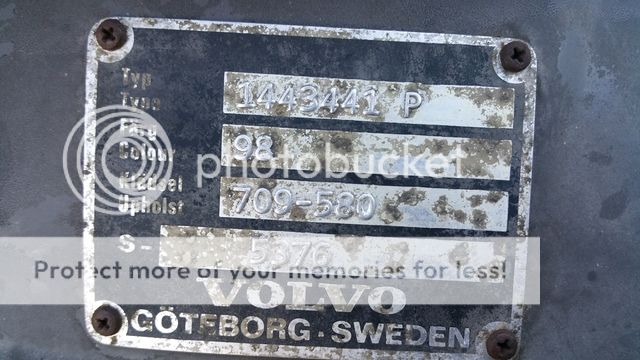 Typ
Type
1443441 P
Färg
Colour
98
Klädsel
Upholst
709-580
S-
5376
VOLVO
GÖTEBORG·SWEDEN
photobucket
Protect more of your memories for less!